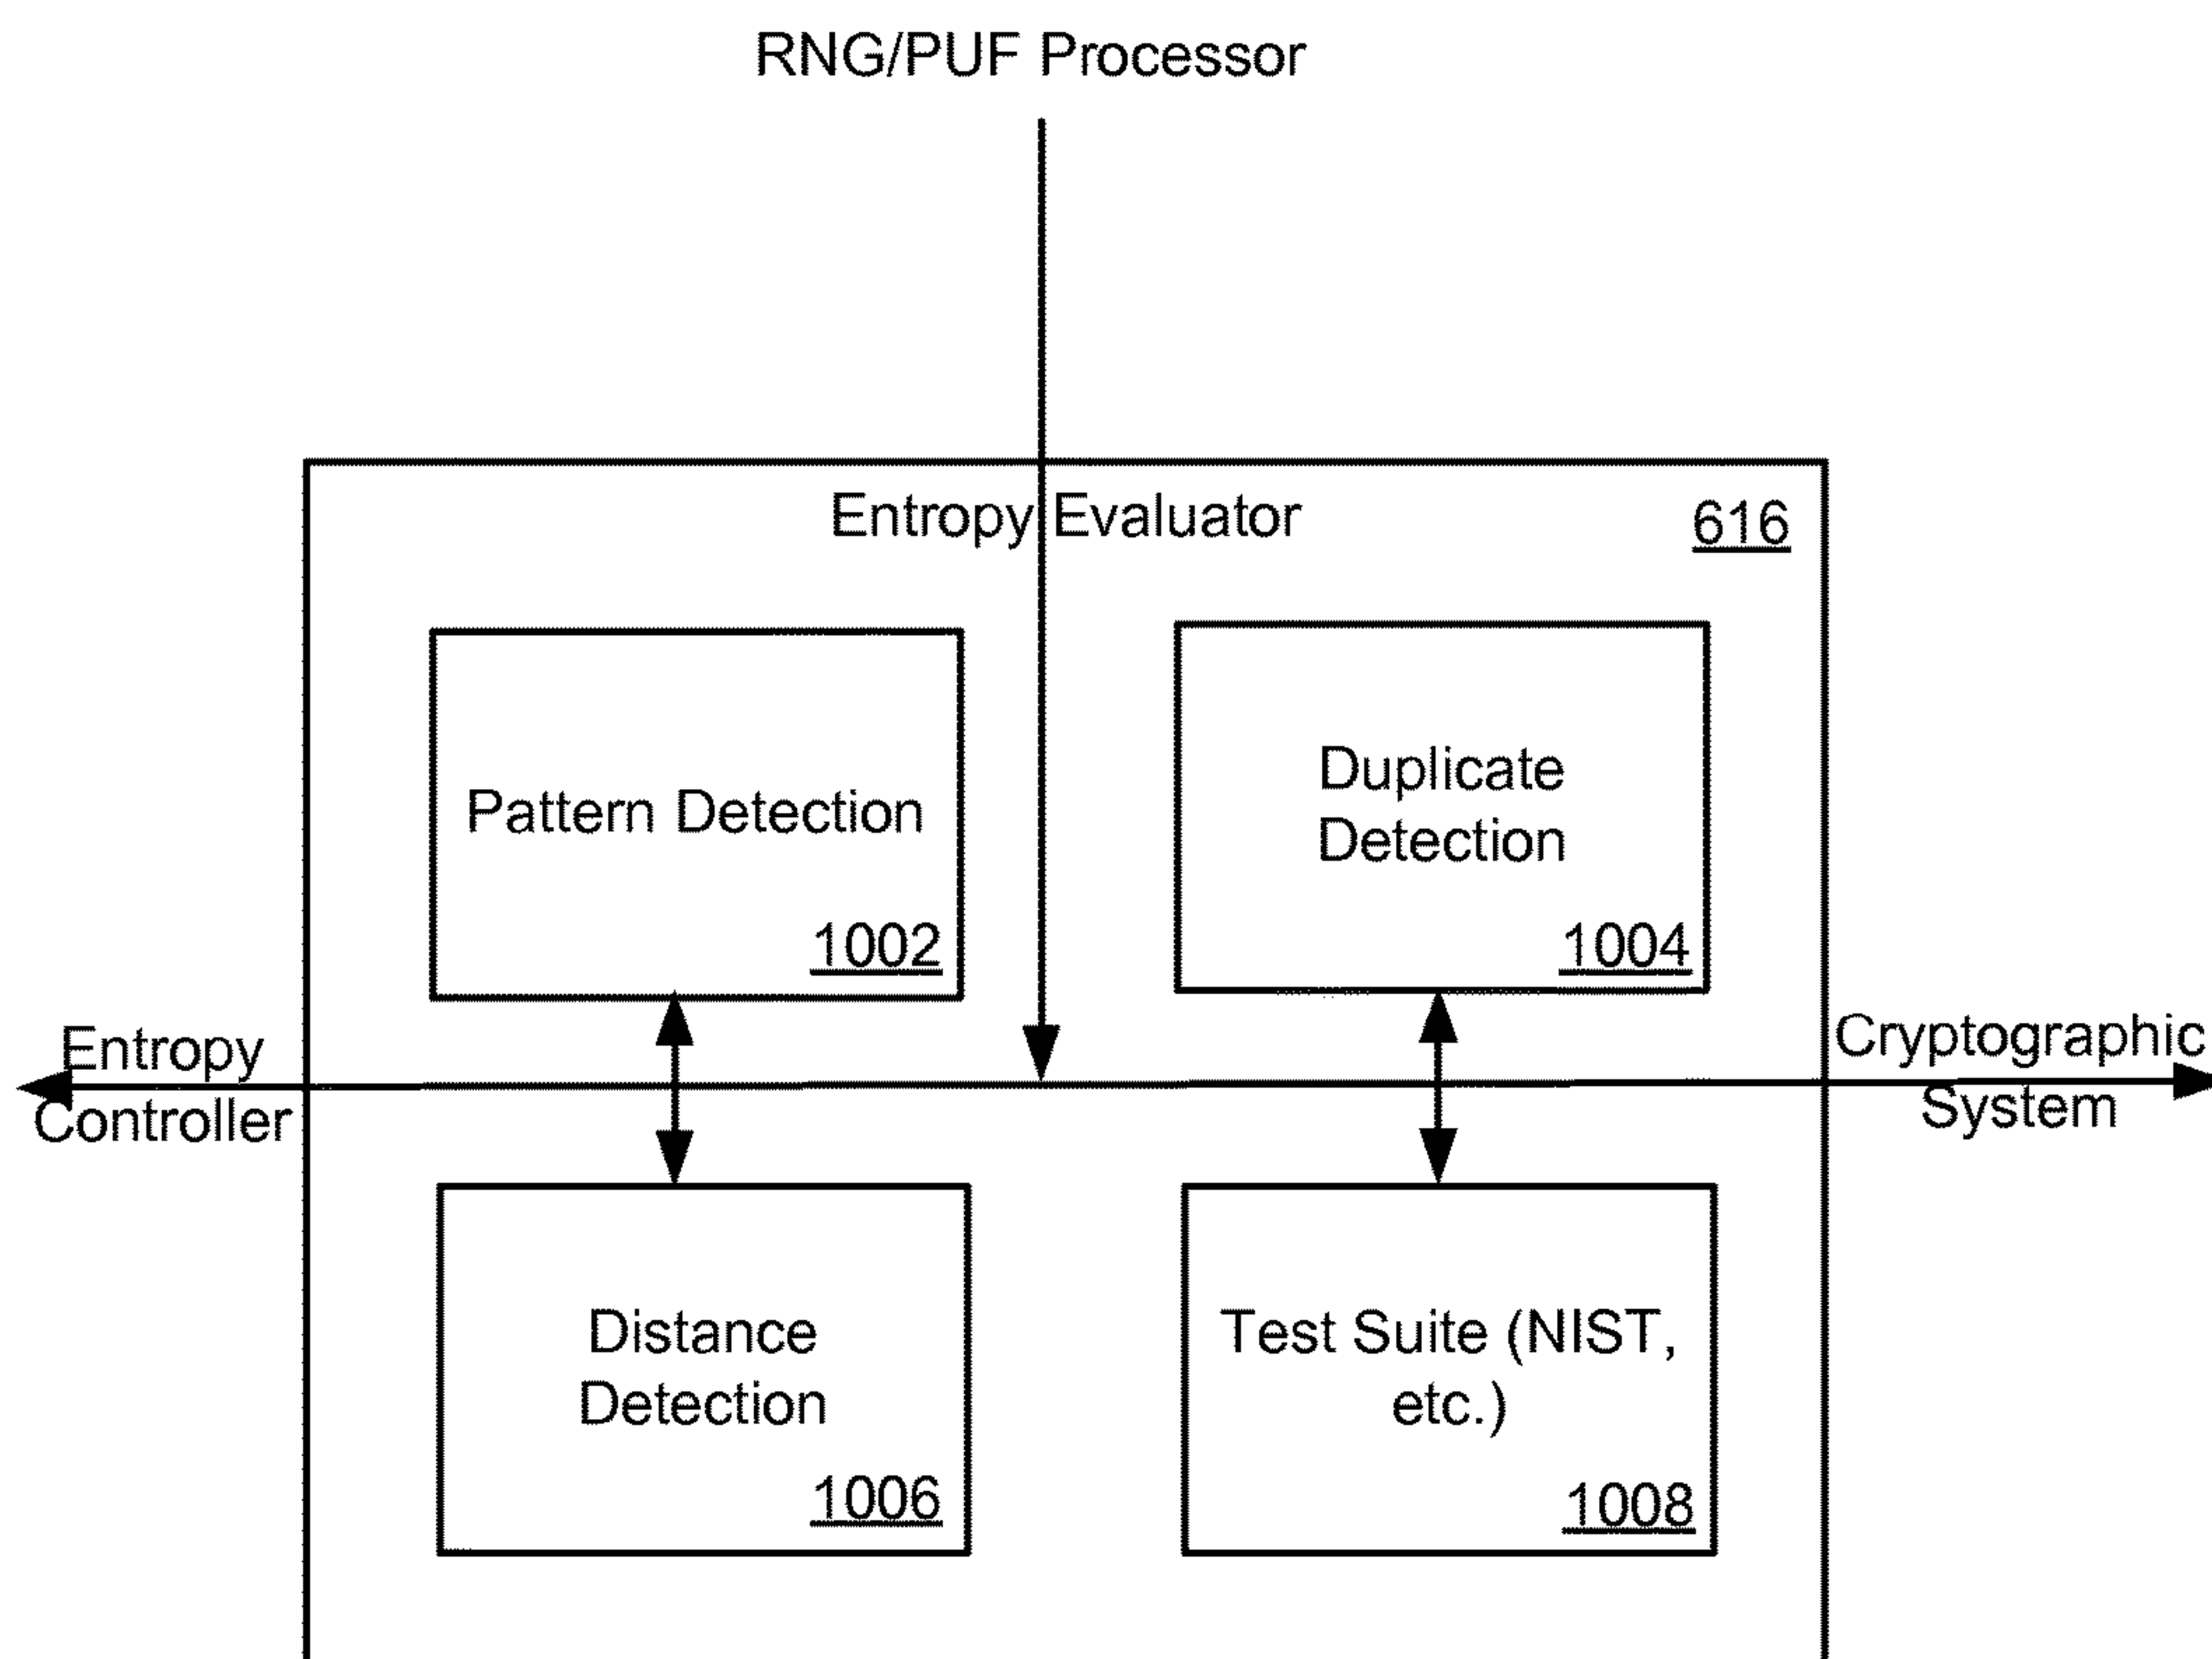 RNG/PUF Processor
Entropy Evaluator
616
Pattern Detection
1002
Duplicate
Detection
1004
Entropy
Controller
Cryptographic
System
Distance
Detection
1006
Test Suite (NIST,
etc.)
1008